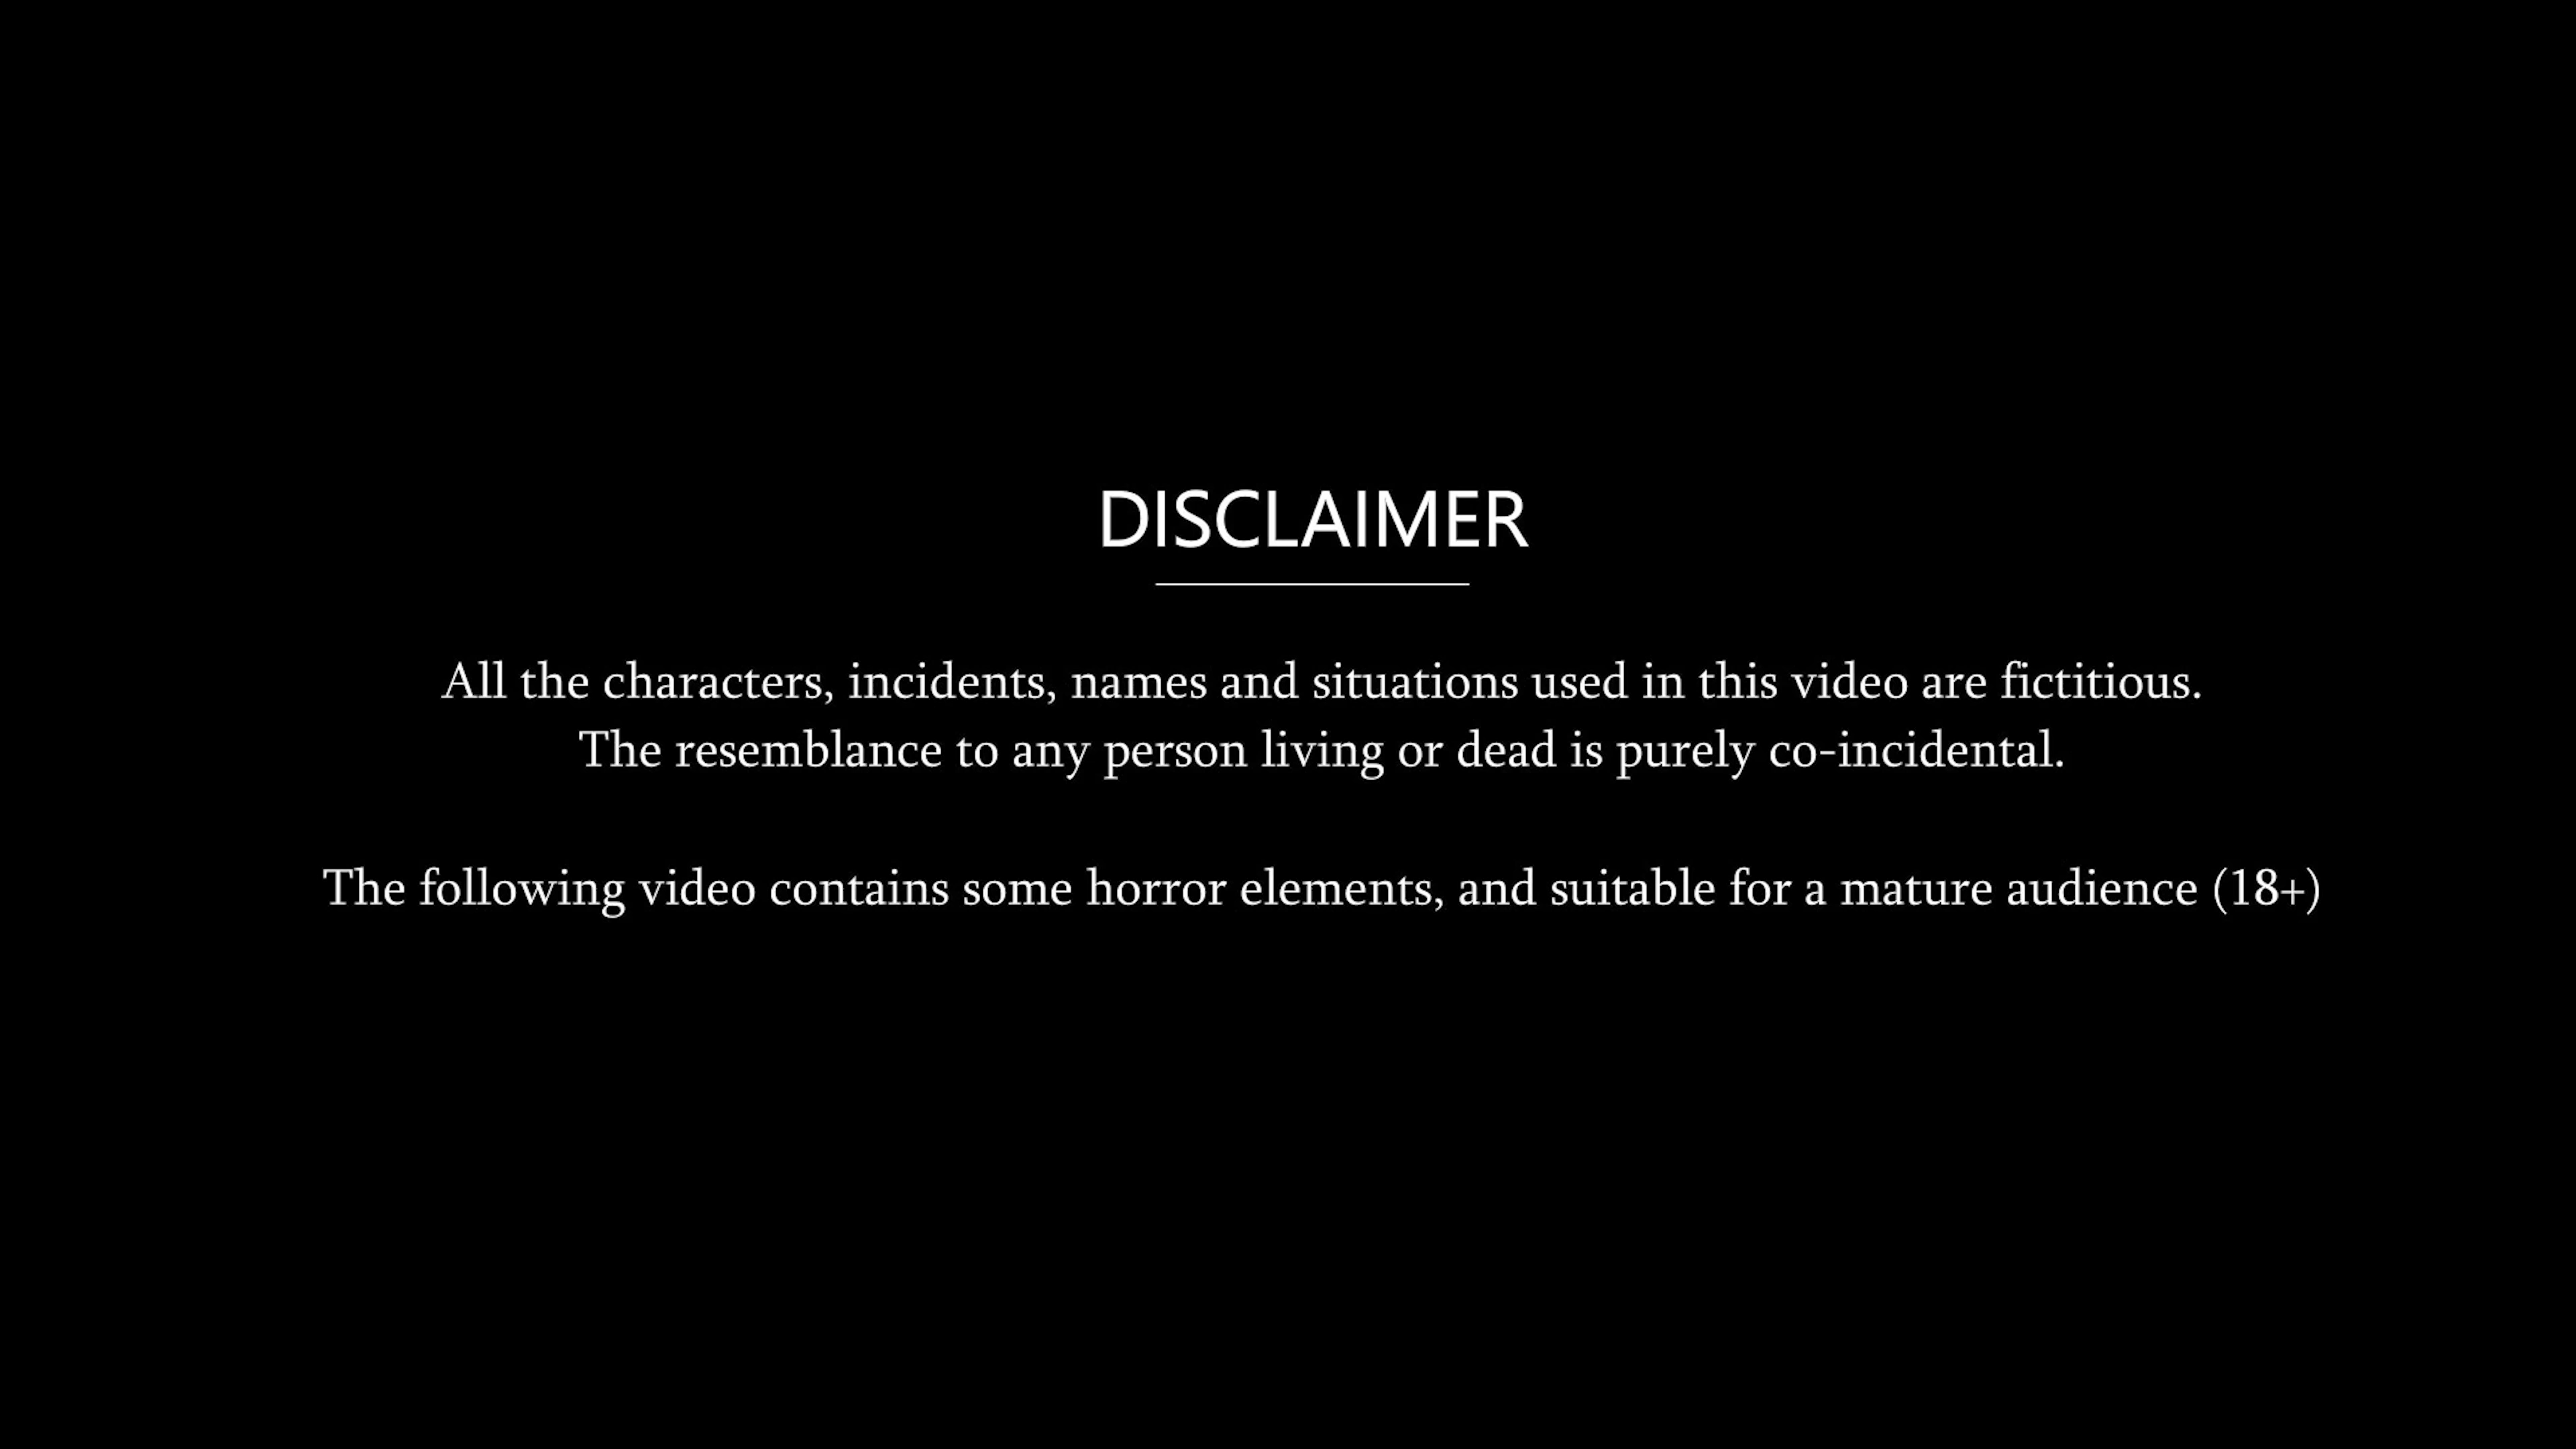 DISCLAIMER
All the characters, incidents, names and situations used in this video are fictitious.
The resemblance to any person living or dead is purely co-incidental.
The following video contains some horror elements, and suitable for a mature audience (18+)